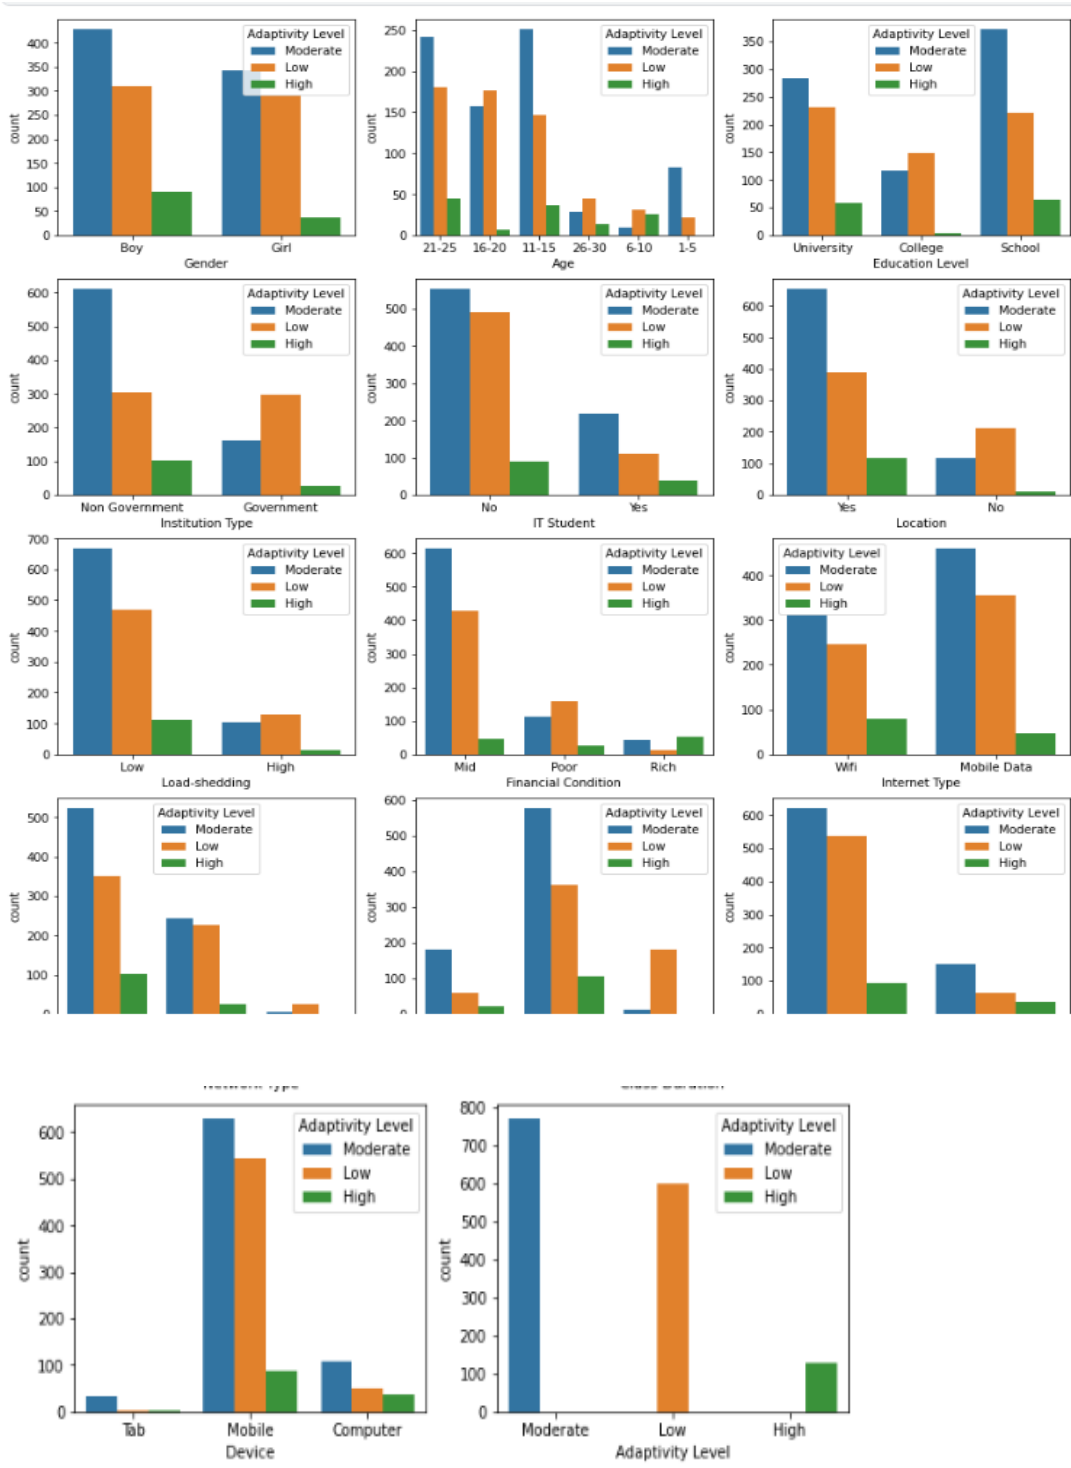 Adaptivity Level
Moderate
Low
High
400
350
300
250
200
150
100
50
0
count
Boy Girl
Gender
Adaptivity Level
Moderate
Low
High
250
200
150
100
50
0
count
21-25 16-20 11-15 26-30 6-10 1-5
Age
Adaptivity Level
Moderate
Low
High
350
300
250
200
150
100
50
0
count
University College School
Education Level
Adaptivity Level
Moderate
Low
High
600
500
400
300
200
100
0
count
Non Government Government
Institution Type
Adaptivity Level
Moderate
Low
High
500
400
300
200
100
0
count
No Yes
IT Student
Adaptivity Level
Moderate
Low
High
600
500
400
300
200
100
0
count
Yes No
Location
Adaptivity Level
Moderate
Low
High
700
600
500
400
300
200
100
0
count
Low High
Load-shedding
Adaptivity Level
Moderate
Low
High
600
500
400
300
200
100
0
count
Mid Poor Rich
Financial Condition
Adaptivity Level
Moderate
Low
High
400
300
200
100
0
count
Wifi Mobile Data
Internet Type
Adaptivity Level
Moderate
Low
High
500
400
300
200
100
0
count
Adaptivity Level
Moderate
Low
High
600
500
400
300
200
100
0
count
Adaptivity Level
Moderate
Low
High
600
500
400
300
200
100
0
count
Network Type
Class Duration
Adaptivity Level
Moderate
Low
High
600
500
400
300
200
100
0
count
Tab Mobile Computer
Device
Adaptivity Level
Moderate
Low
High
800
700
600
500
400
300
200
100
0
count
Moderate Low High
Adaptivity Level